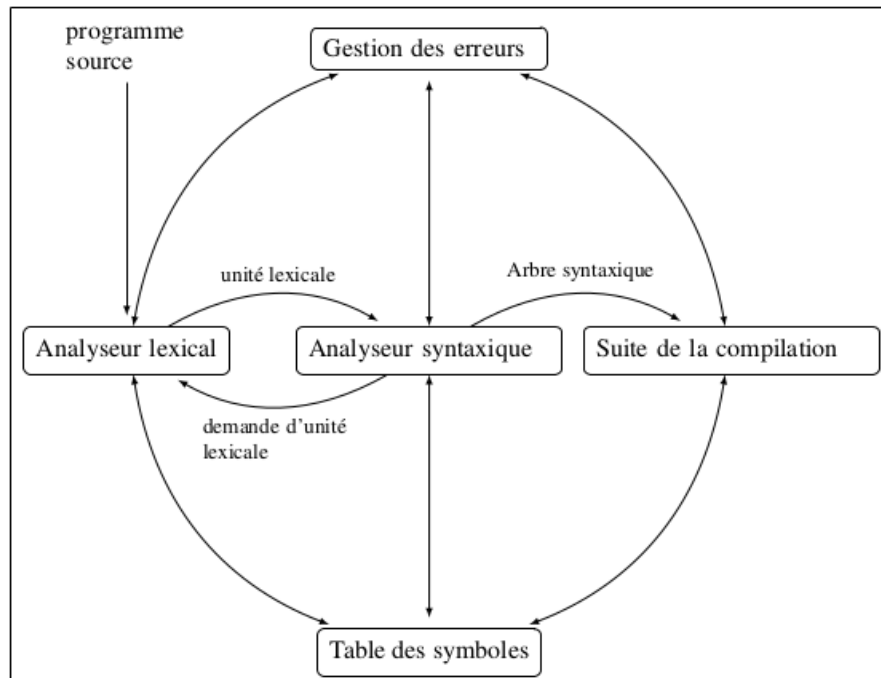 programme
source
Gestion des erreurs
unité lexicale
Arbre syntaxique
Analyseur lexical
Analyseur syntaxique
Suite de la compilation
demande d'unité
lexicale
Table des symboles